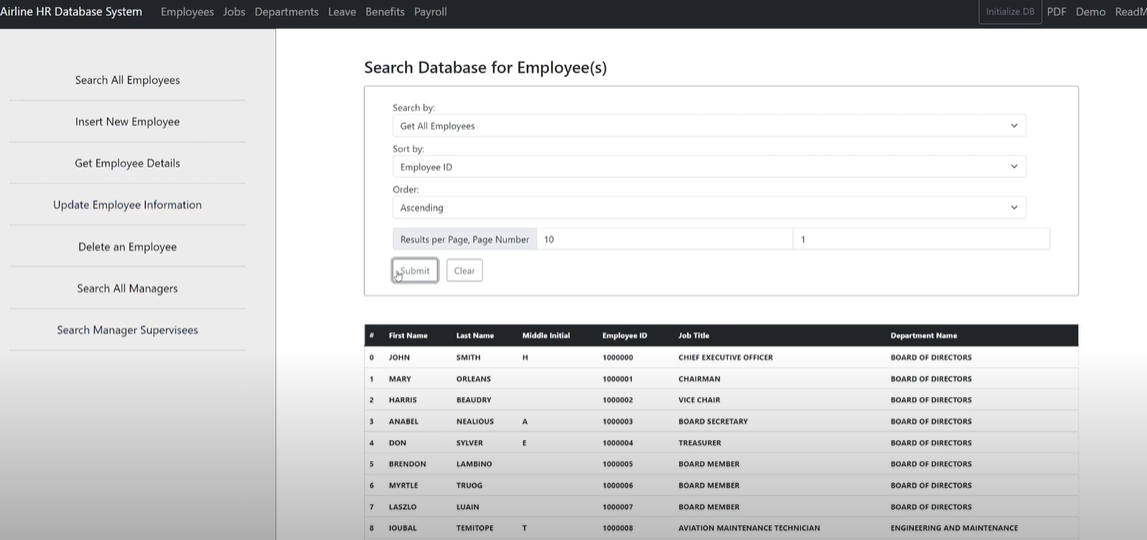 Airline HR Database System Employees Jobs Departments Leave Benefits Payroll Initialize DB PDF Demo ReadM
Search All Employees
Insert New Employee
Get Employee Details
Update Employee Information
Delete an Employee
Search All Managers
Search Manager Supervisees
Search Database for Employee(s)
Search by:
Get All Employees
Sort by:
Employee ID
Order:
Ascending
Results per Page, Page Number 10 1
Submit Clear
# First Name Last Name Middle Initial Employee ID Job Title Department Name
0 JOHN SMITH H 1000000 CHIEF EXECUTIVE OFFICER BOARD OF DIRECTORS
1 MARY ORLEANS 1000001 CHAIRMAN BOARD OF DIRECTORS
2 HARRIS BEAUDRY 1000002 VICE CHAIR BOARD OF DIRECTORS
3 ANABEL NEALIOUS A 1000003 BOARD SECRETARY BOARD OF DIRECTORS
4 DON SYLVER E 1000004 TREASURER BOARD OF DIRECTORS
5 BRENDON LAMBINO 1000005 BOARD MEMBER BOARD OF DIRECTORS
6 MYRTLE TRUOG 1000006 BOARD MEMBER BOARD OF DIRECTORS
7 LASZLO LUAIN 1000007 BOARD MEMBER BOARD OF DIRECTORS
8 IOUBAL TEMITOPE T 1000008 AVIATION MAINTENANCE TECHNICIAN ENGINEERING AND MAINTENANCE